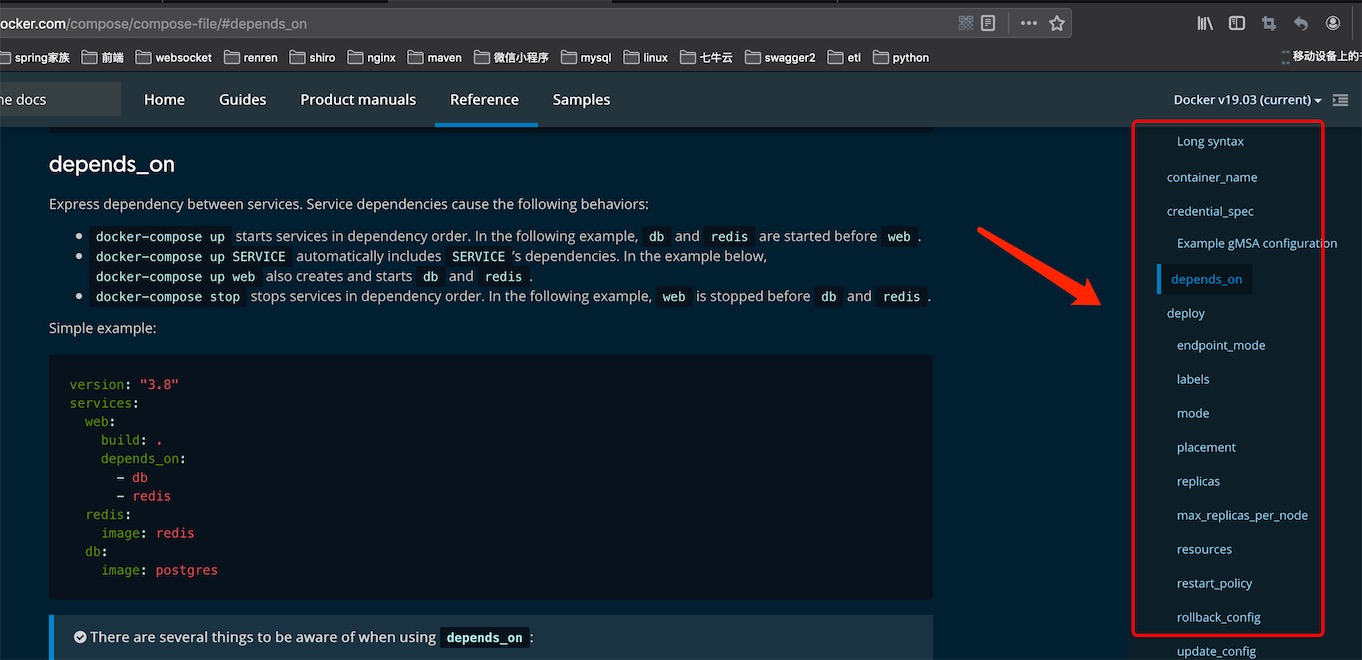 ocker.com/compose/compose-file/#depends_on
spring家族 前端 websocket renren shiro nginx maven 微信小程序 mysql linux 七牛云 swagger2 etl python 移动设备上的
he docs Home Guides Product manuals Reference Samples Docker v19.03 (current)
depends_on
Express dependency between services. Service dependencies cause the following behaviors:
docker-compose up starts services in dependency order. In the following example, db and redis are started before web .
docker-compose up SERVICE automatically includes SERVICE 's dependencies. In the example below,
docker-compose up web also creates and starts db and redis .
docker-compose stop stops services in dependency order. In the following example, web is stopped before db and redis .
Simple example:
version: "3.8"
services:
  web:
    build: .
    depends_on:
      - db
      - redis
  redis:
    image: redis
  db:
    image: postgres
There are several things to be aware of when using depends_on :
Long syntax
container_name
credential_spec
Example gMSA configuration
depends_on
deploy
endpoint_mode
labels
mode
placement
replicas
max_replicas_per_node
resources
restart_policy
rollback_config
update_config